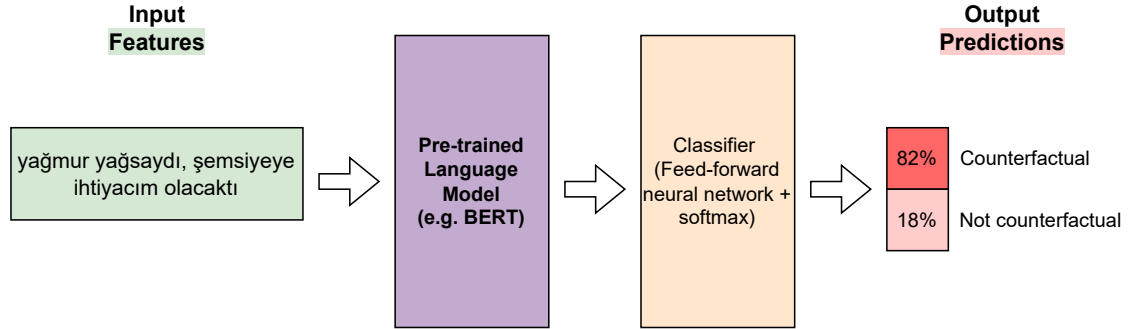 Input
Features
yağmur yağsaydı, şemsiyeye
ihtiyacım olacaktı
Pre-trained
Language
Model
(e.g. BERT)
Classifier
(Feed-forward
neural network +
softmax)
Output
Predictions
82%
Counterfactual
18%
Not counterfactual